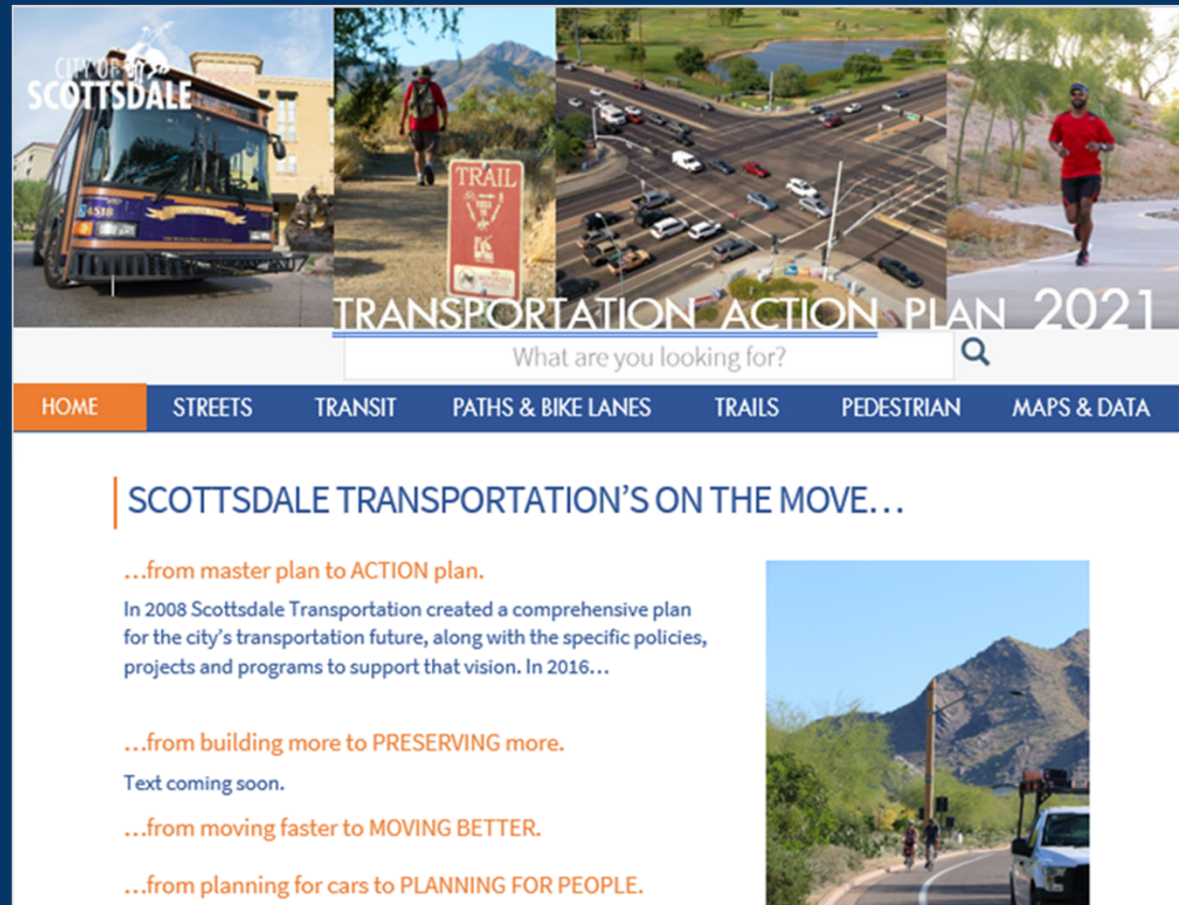 CITY OF
SCOTTSDALE
4518
TRAIL
TRANSPORTATION ACTION PLAN 2021
What are you looking for?
HOME STREETS TRANSIT PATHS & BIKE LANES TRAILS PEDESTRIAN MAPS & DATA
SCOTTSDALE TRANSPORTATION'S ON THE MOVE...
...from master plan to ACTION plan.
In 2008 Scottsdale Transportation created a comprehensive plan
for the city's transportation future, along with the specific policies,
projects and programs to support that vision. In 2016...
...from building more to PRESERVING more.
Text coming soon.
...from moving faster to MOVING BETTER.
...from planning for cars to PLANNING FOR PEOPLE.